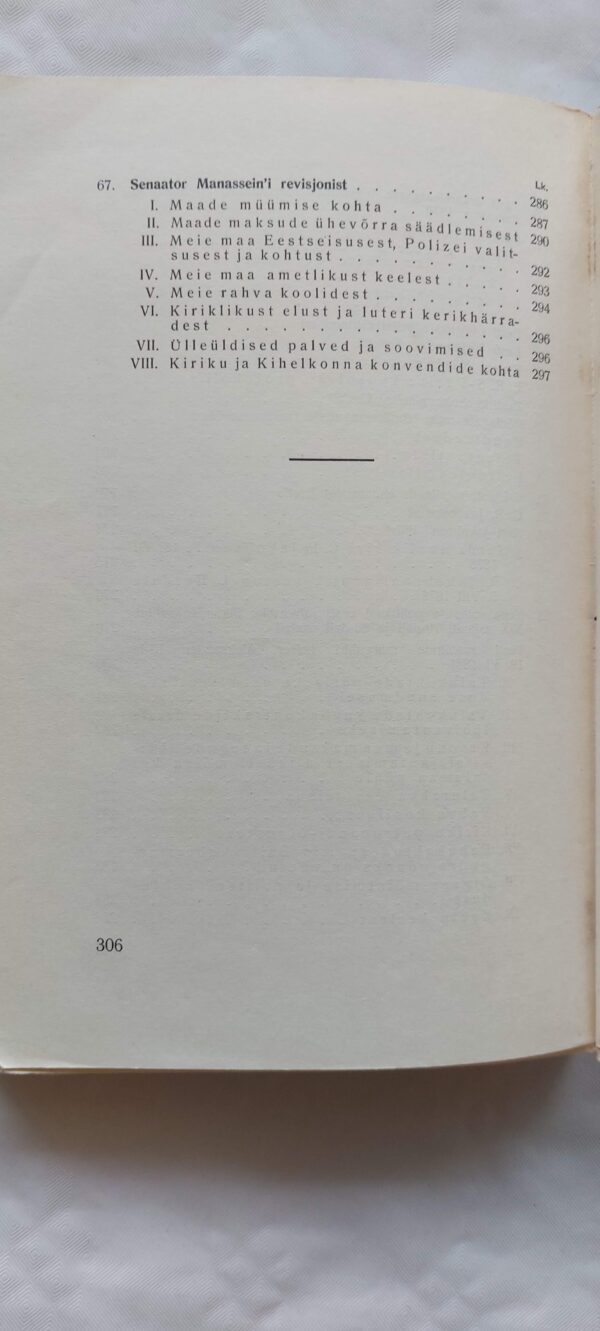 Lk.
67. Senaator Manassein'i revisjonist . . . . . . . . . . 286
I. Maade müümise kohta . . . . . . . . 287
II. Maade maksude ühevõrra säädlemisest 290
III. Meie maa Eestseisusest, Polizei valit-
susest ja kohtust . . . . . . . . . . . 292
IV. Meie maa ametlikust keelest . . . . . 293
V. Meie rahva koolidest . . . . . . . . . 294
VI. Kiriklikust elust ja luteri kerikhärra-
dest . . . . . . . . . . . . . . . . 296
VII. Ülleüldised palved ja soovimised . . 296
VIII. Kiriku ja Kihelkonna konvendide kohta 297
306